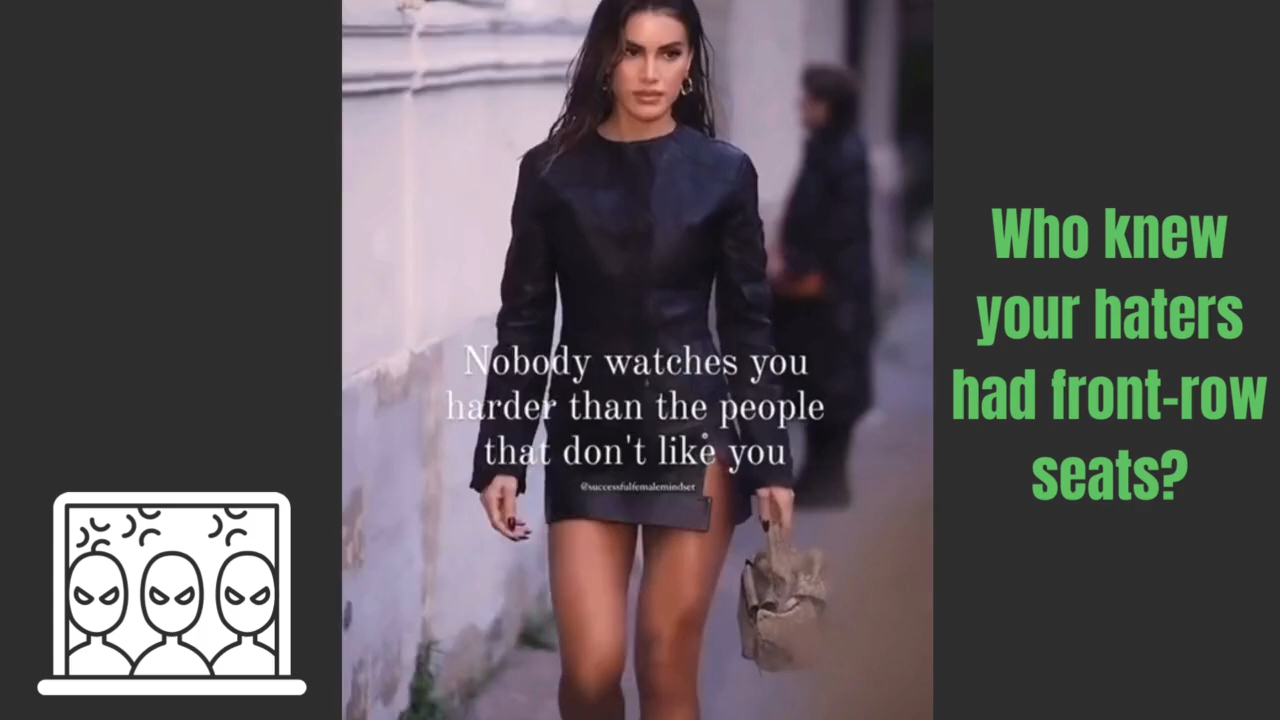 Nobody watches you
harder than the people
that don't like you
@successfulfemalemindset
Who knew
your haters
had front-row
seats?